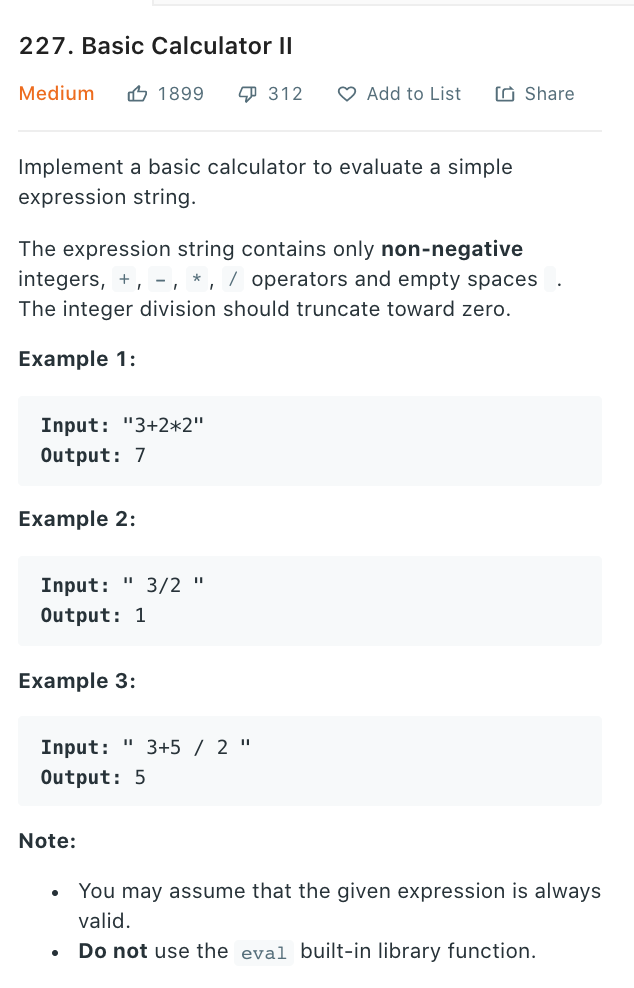 227. Basic Calculator II
Medium 1899 312 Add to List Share
Implement a basic calculator to evaluate a simple
expression string.
The expression string contains only non-negative
integers, + , - , * , / operators and empty spaces .
The integer division should truncate toward zero.
Example 1:
Input: "3+2*2"
Output: 7
Example 2:
Input: " 3/2 "
Output: 1
Example 3:
Input: " 3+5 / 2 "
Output: 5
Note:
• You may assume that the given expression is always
valid.
• Do not use the eval built-in library function.